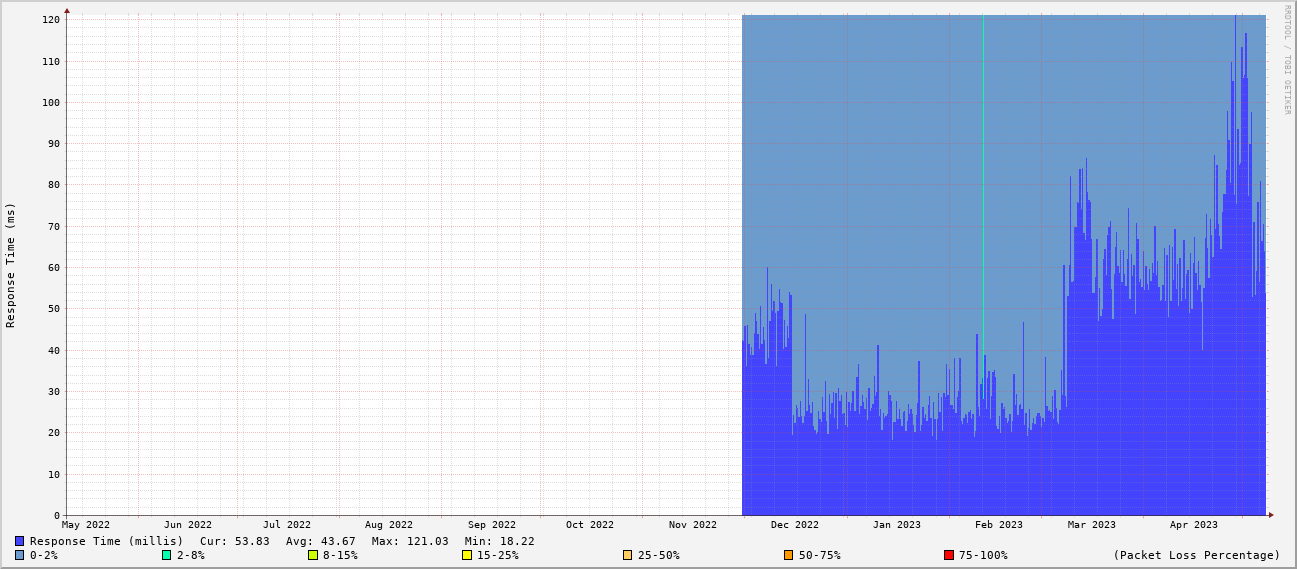 RRDTOOL / TOBI OETIKER
Response Time (ms)
120
110
100
90
80
70
60
50
40
30
20
10
0
May 2022 Jun 2022 Jul 2022 Aug 2022 Sep 2022 Oct 2022 Nov 2022 Dec 2022 Jan 2023 Feb 2023 Mar 2023 Apr 2023
Response Time (millis) Cur: 53.83 Avg: 43.67 Max: 121.03 Min: 18.22
0-2% 2-8% 8-15% 15-25% 25-50% 50-75% 75-100% (Packet Loss Percentage)